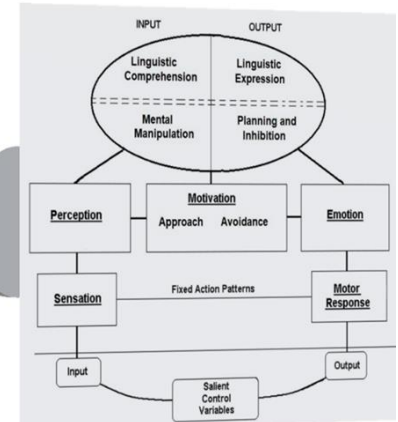 INPUT
OUTPUT
Linguistic
Comprehension
Linguistic
Expression
Mental
Manipulation
Planning and
Inhibition
Perception
Motivation
Approach Avoidance
Emotion
Sensation
Fixed Action Patterns
Motor
Response
Input
Output
Salient
Control
Variables